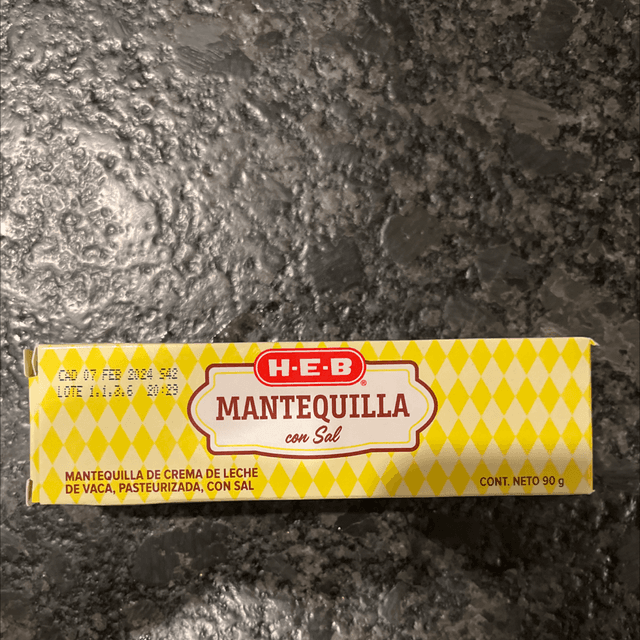 CAD 07 FEB 2024 S42
LOTE 1.1.3.6 20:29
H-E-B®
MANTEQUILLA
con Sal
MANTEQUILLA DE CREMA DE LECHE
DE VACA, PASTEURIZADA, CON SAL
CONT. NETO 90 g